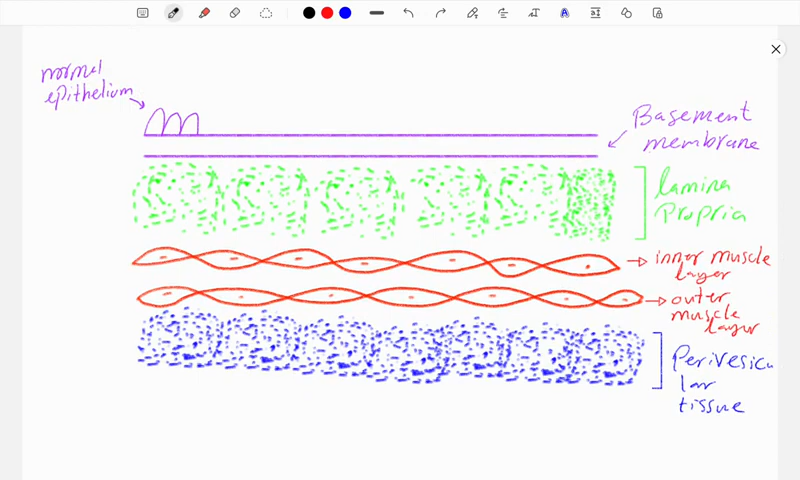 normal
epithelium
Basement
membrane
lamina
propria
inner muscle
layer
outer
muscle
layer
Perivesicu
lar
tissue